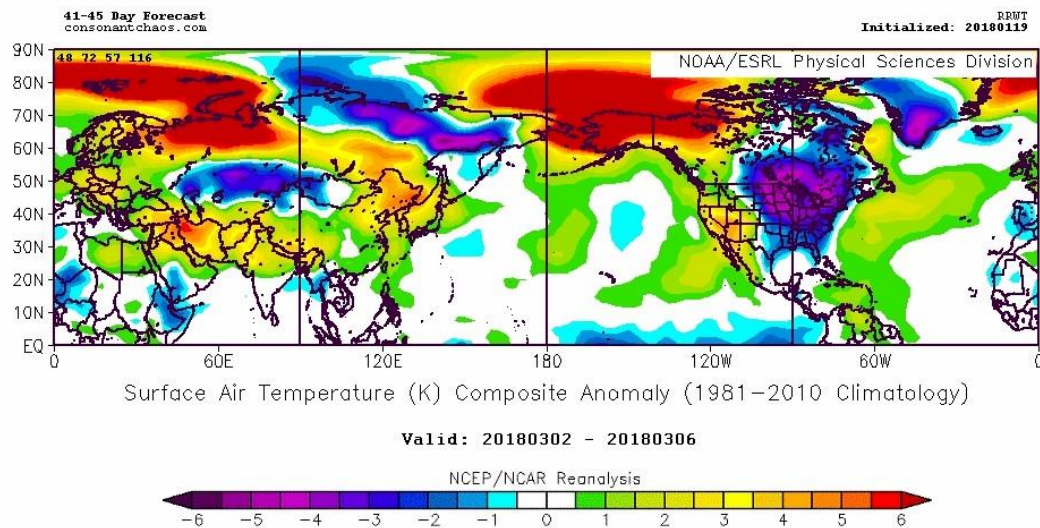 41-45 Day Forecast
consonantchaos.com
RRWT
Initialized: 20180119
90N
48 72 57 116
NOAA/ESRL Physical Sciences Division
80N
70N
60N
50N
40N
30N
20N
10N
EQ
0 60E 120E 180 120W 60W 0
Surface Air Temperature (K) Composite Anomaly (1981-2010 Climatology)
Valid: 20180302 - 20180306
NCEP/NCAR Reanalysis
-6 -5 -4 -3 -2 -1 0 1 2 3 4 5 6